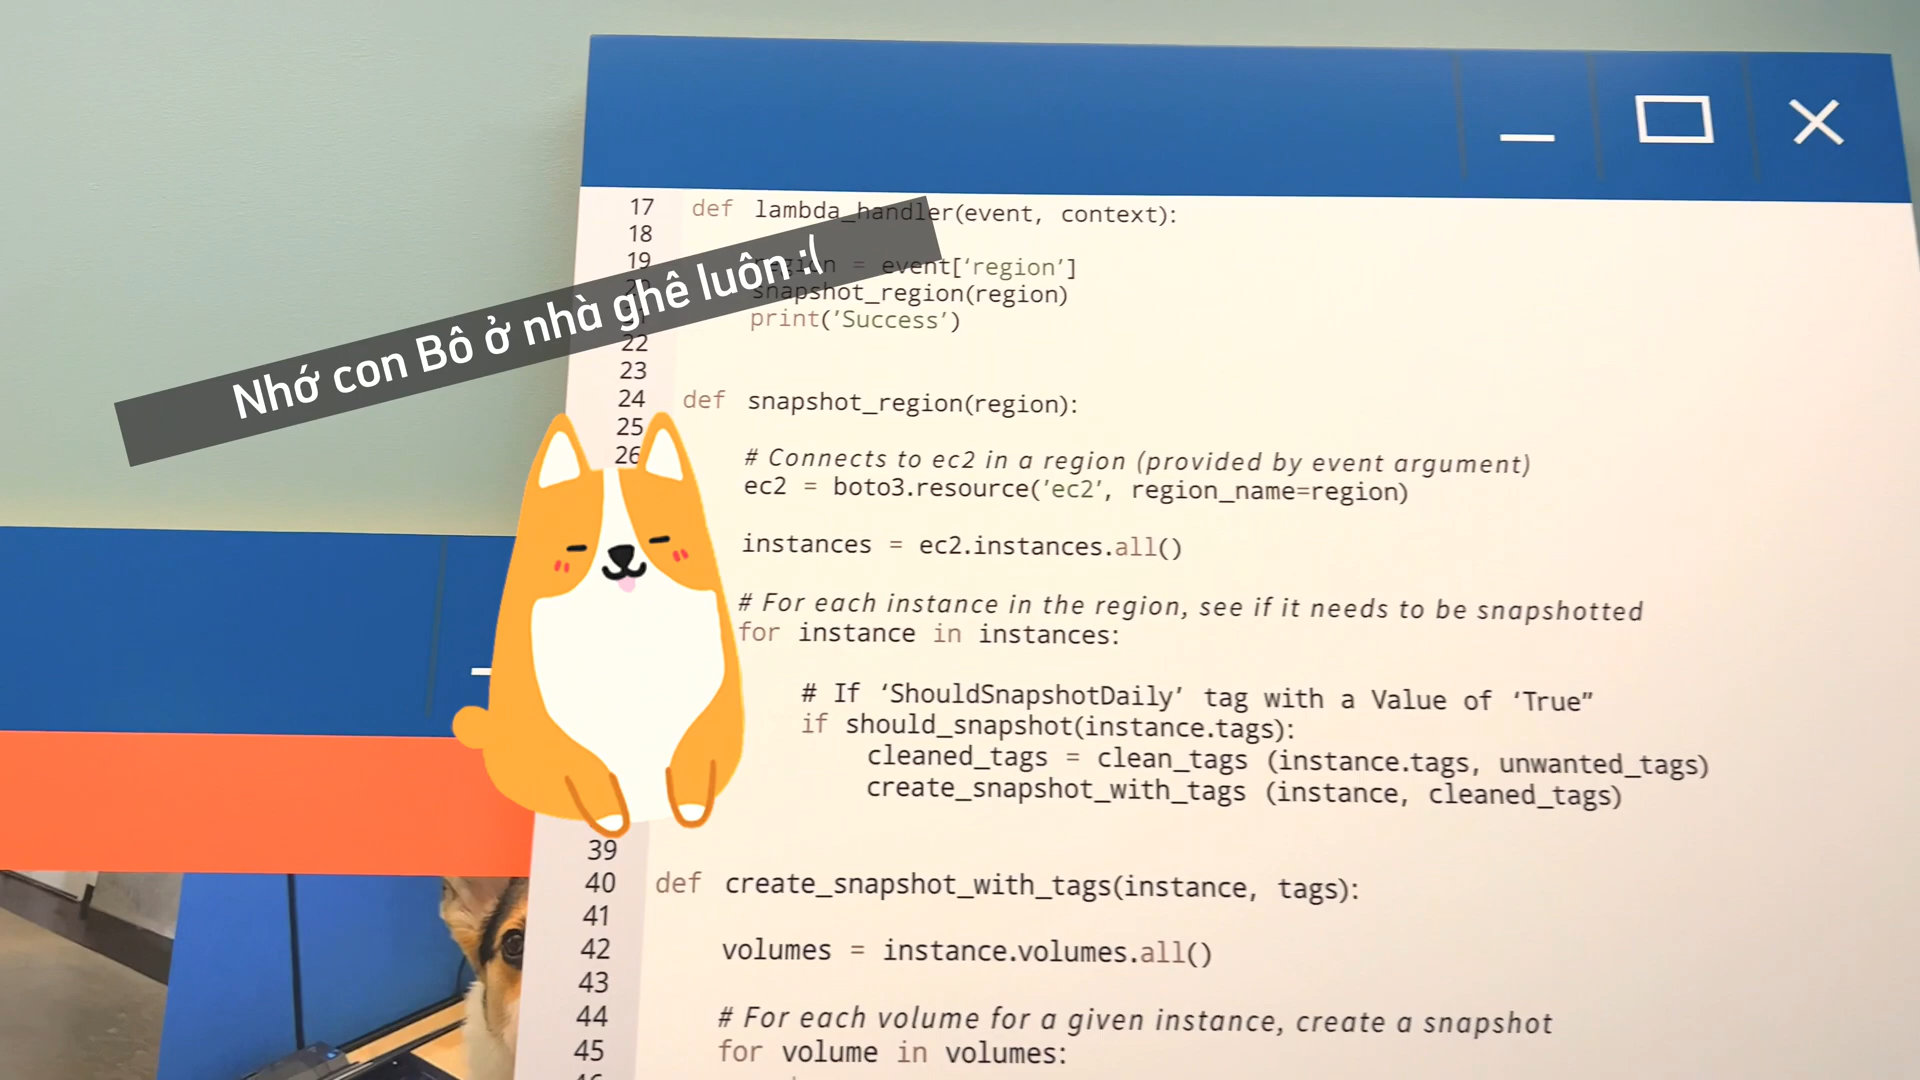 Nhớ con Bô ở nhà ghê luôn :(
17 def lambda_handler(event, context):
18
19 region = event['region']
snapshot_region(region)
print('Success')
22
23
24 def snapshot_region(region):
25
26 # Connects to ec2 in a region (provided by event argument)
ec2 = boto3.resource('ec2', region_name=region)
instances = ec2.instances.all()
# For each instance in the region, see if it needs to be snapshotted
for instance in instances:
# If ‘ShouldSnapshotDaily’ tag with a Value of ‘True”
if should_snapshot(instance.tags):
cleaned_tags = clean_tags (instance.tags, unwanted_tags)
create_snapshot_with_tags (instance, cleaned_tags)
39
40 def create_snapshot_with_tags(instance, tags):
41
42 volumes = instance.volumes.all()
43
44 # For each volume for a given instance, create a snapshot
45 for volume in volumes: